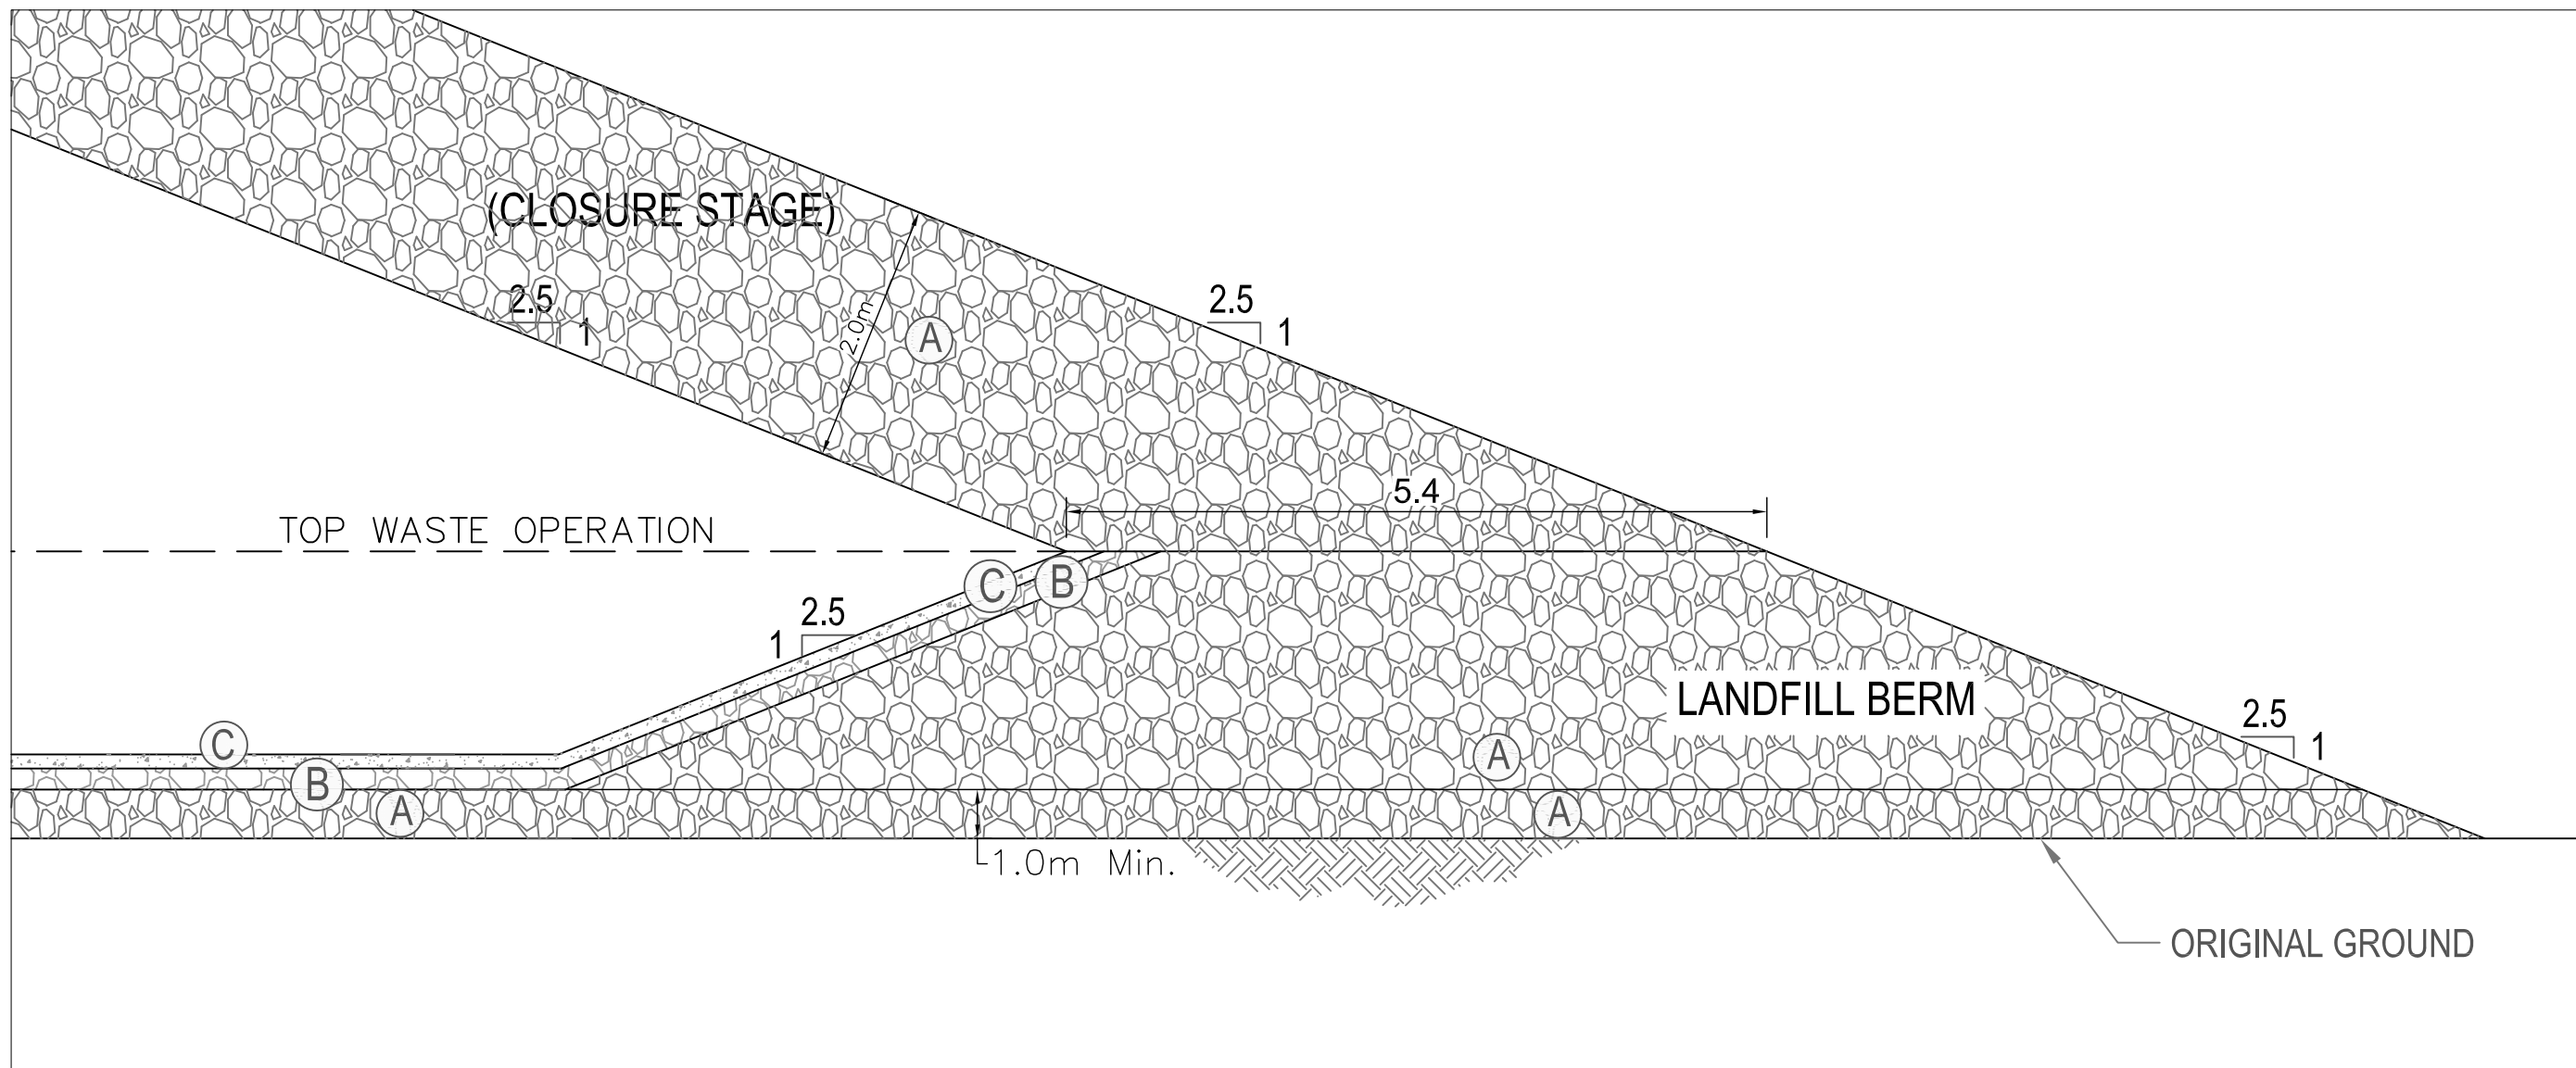 (CLOSURE STAGE)
2.5
1
2.5
1
2.0m
A
5.4
TOP WASTE OPERATION
C
B
2.5
1
LANDFILL BERM
2.5
1
C
B
A
A
A
1.0m Min.
ORIGINAL GROUND